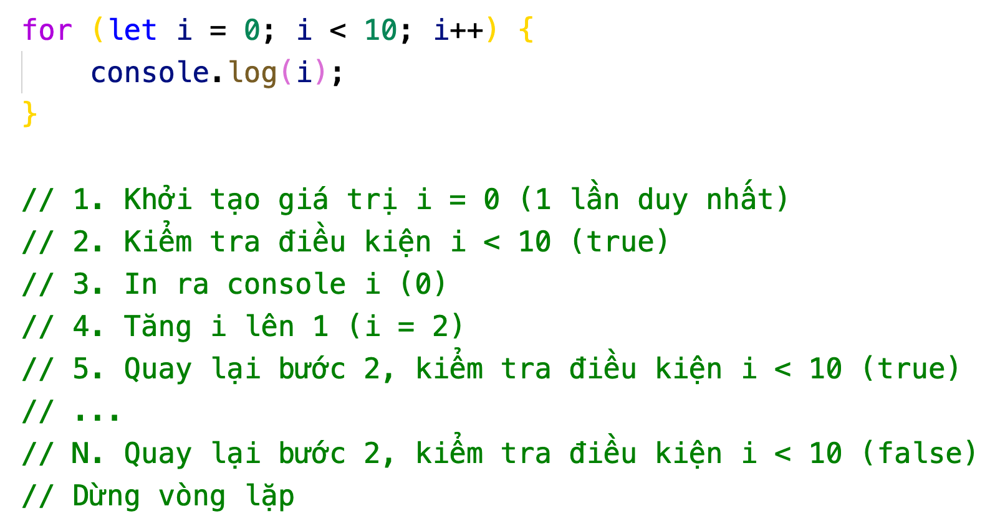 for (let i = 0; i < 10; i++) {
    console.log(i);
}
// 1. Khởi tạo giá trị i = 0 (1 lần duy nhất)
// 2. Kiểm tra điều kiện i < 10 (true)
// 3. In ra console i (0)
// 4. Tăng i lên 1 (i = 2)
// 5. Quay lại bước 2, kiểm tra điều kiện i < 10 (true)
// ...
// N. Quay lại bước 2, kiểm tra điều kiện i < 10 (false)
// Dừng vòng lặp